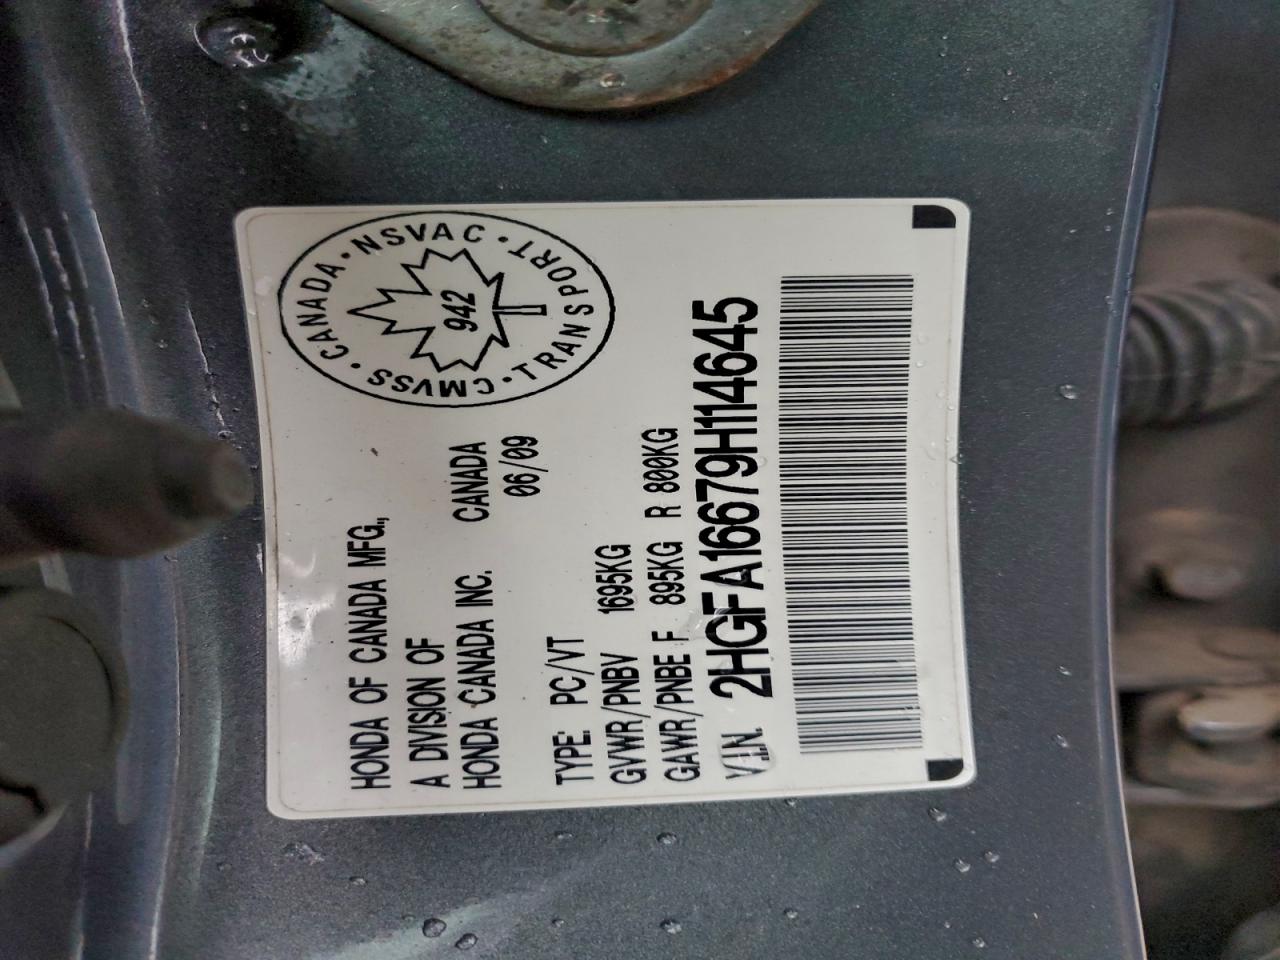 HONDA OF CANADA MFG.,
A DIVISION OF
HONDA CANADA INC. CANADA
06/09
CANADA · NSVAC · TRANSPORT · CMVSS ·
942
TYPE: PC/VT
GVWR/PNBV 1695KG
GAWR/PNBE F 895KG R 800KG
V.I.N. 2HGFA16679H114645